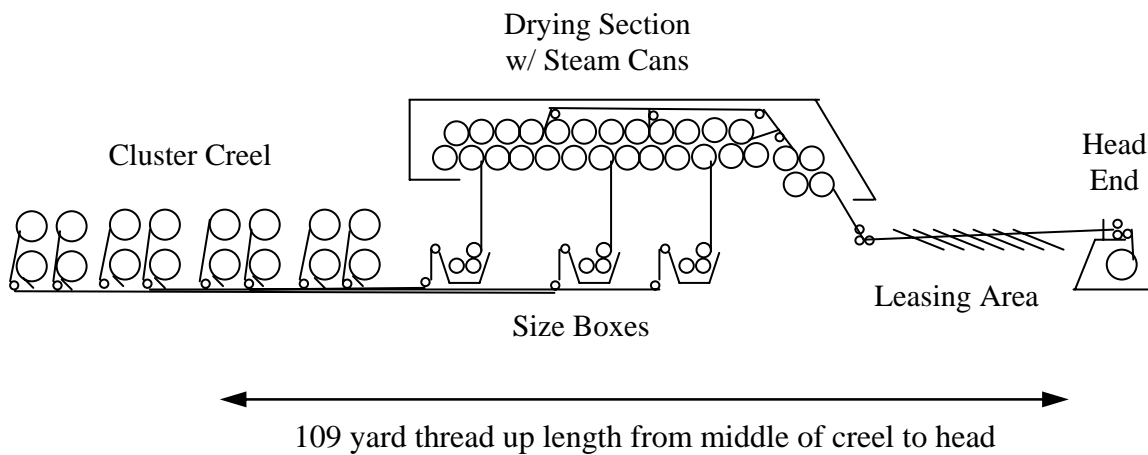 Drying Section
w/ Steam Cans
Cluster Creel
Head
End
Leasing Area
Size Boxes
109 yard thread up length from middle of creel to head